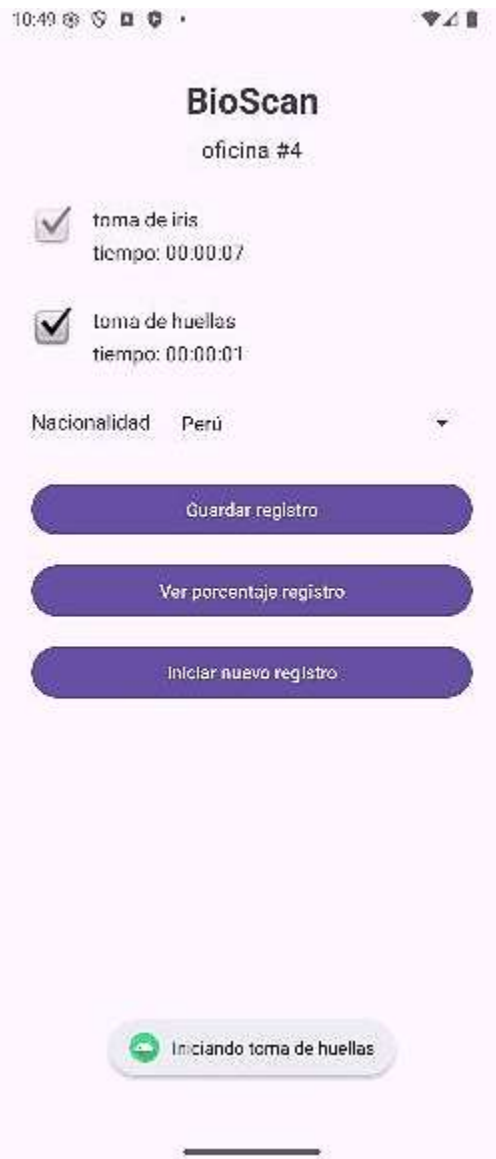 10:49
BioScan
oficina #4
toma de iris
tiempo: 00:00:07
toma de huellas
tiempo: 00:00:01
Nacionalidad Perú
Guardar registro
Ver porcentaje registro
Iniciar nuevo registro
Iniciando toma de huellas